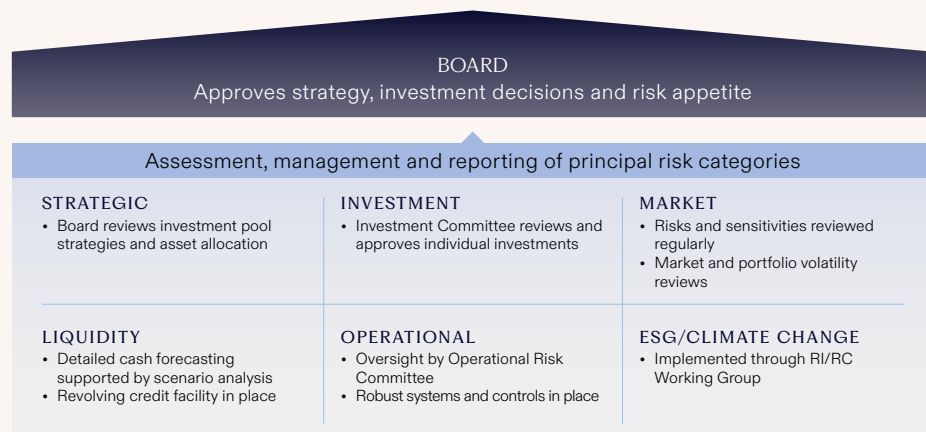 BOARD
Approves strategy, investment decisions and risk appetite
Assessment, management and reporting of principal risk categories
STRATEGIC
• Board reviews investment pool
strategies and asset allocation
INVESTMENT
• Investment Committee reviews and
approves individual investments
MARKET
• Risks and sensitivities reviewed
regularly
• Market and portfolio volatility
reviews
LIQUIDITY
• Detailed cash forecasting
supported by scenario analysis
• Revolving credit facility in place
OPERATIONAL
• Oversight by Operational Risk
Committee
• Robust systems and controls in place
ESG/CLIMATE CHANGE
• Implemented through RI/RC
Working Group